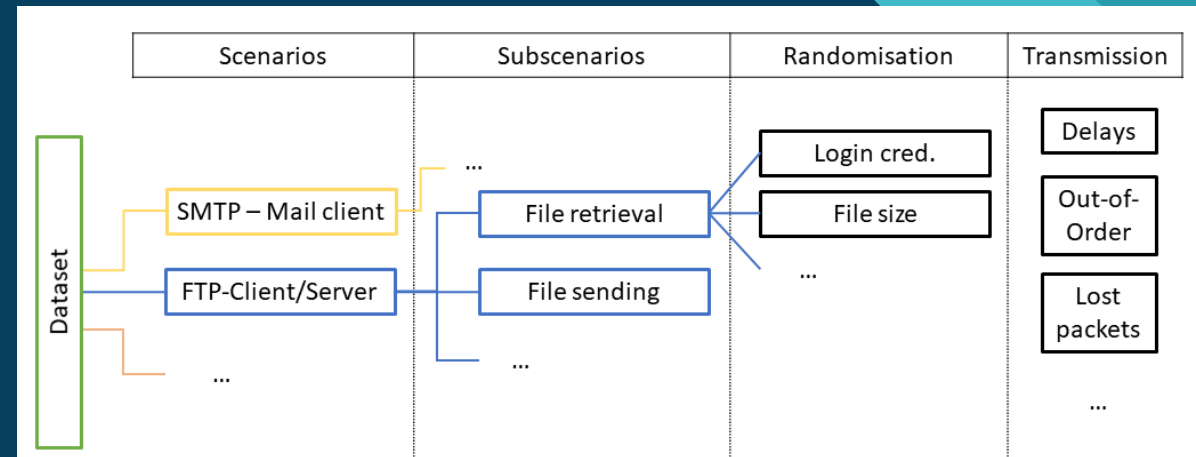 Scenarios
Subscenarios
Randomisation
Transmission
Dataset
SMTP – Mail client
FTP-Client/Server
...
...
File retrieval
File sending
...
Login cred.
File size
...
Delays
Out-of-
Order
Lost
packets
...